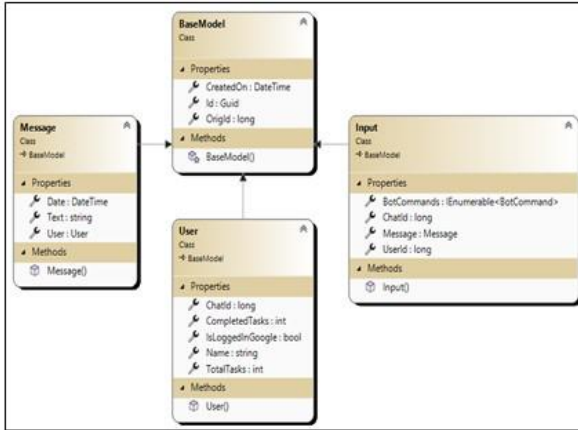 BaseModel
Class
Properties
CreatedOn : DateTime
Id : Guid
OrigId : long
Methods
BaseModel()
Message
Class
BaseModel
Properties
Date : DateTime
Text : string
User : User
Methods
Message()
Input
Class
BaseModel
Properties
BotCommands : IEnumerable<BotCommand>
ChatId : long
Message : Message
UserId : long
Methods
Input()
User
Class
BaseModel
Properties
ChatId : long
CompletedTasks : int
IsLoggedInGoogle : bool
Name : string
TotalTasks : int
Methods
User()